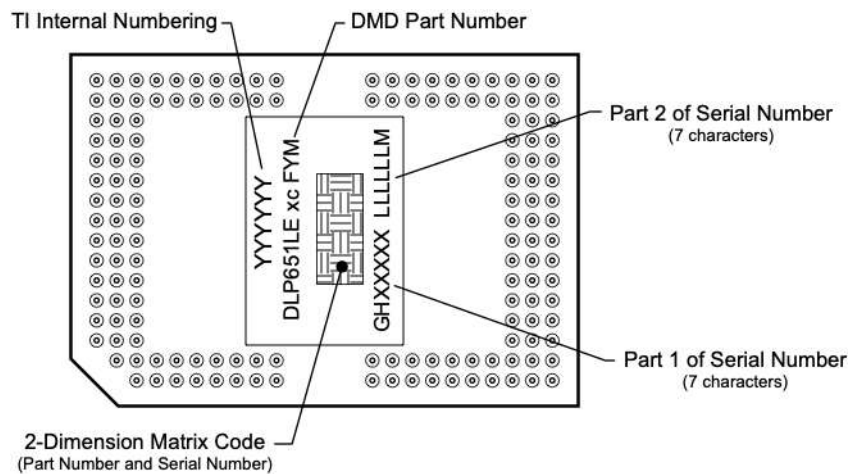 TI Internal Numbering
DMD Part Number
Part 2 of Serial Number
(7 characters)
YYYYYYY
DLP651LE xc FYM
GHXXXXX LLLLLLM
Part 1 of Serial Number
(7 characters)
2-Dimension Matrix Code
(Part Number and Serial Number)